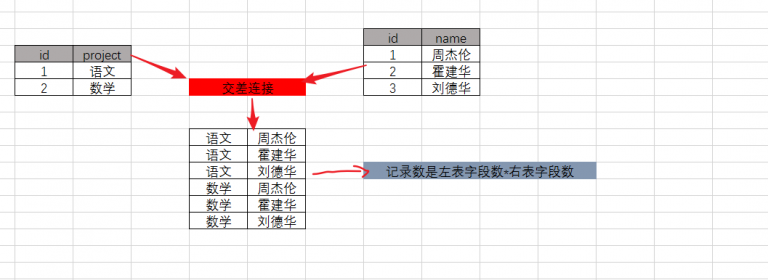 id project
1 语文
2 数学
id name
1 周杰伦
2 霍建华
3 刘德华
交差连接
语文 周杰伦
语文 霍建华
语文 刘德华
数学 周杰伦
数学 霍建华
数学 刘德华
记录数是左表字段数*右表字段数